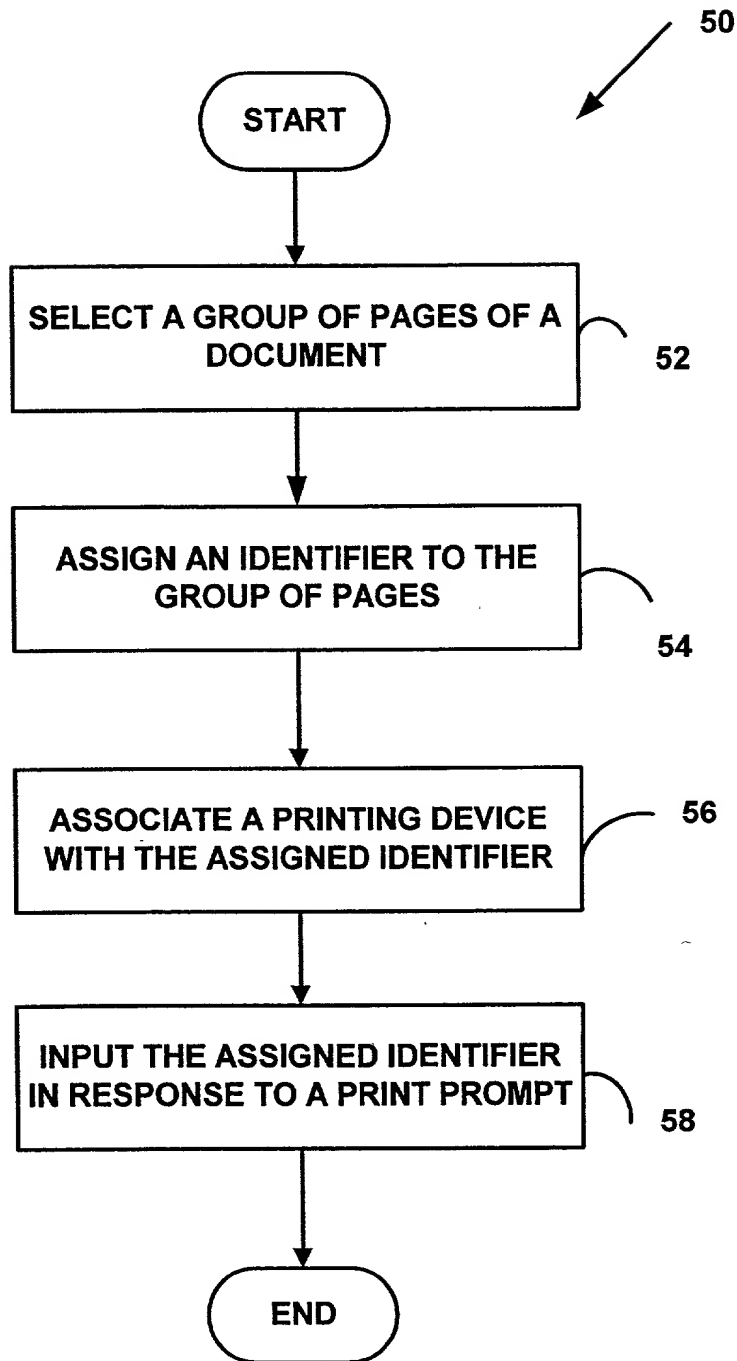 50
START
SELECT A GROUP OF PAGES OF A
DOCUMENT
52
ASSIGN AN IDENTIFIER TO THE
GROUP OF PAGES
54
ASSOCIATE A PRINTING DEVICE
WITH THE ASSIGNED IDENTIFIER
56
INPUT THE ASSIGNED IDENTIFIER
IN RESPONSE TO A PRINT PROMPT
58
END